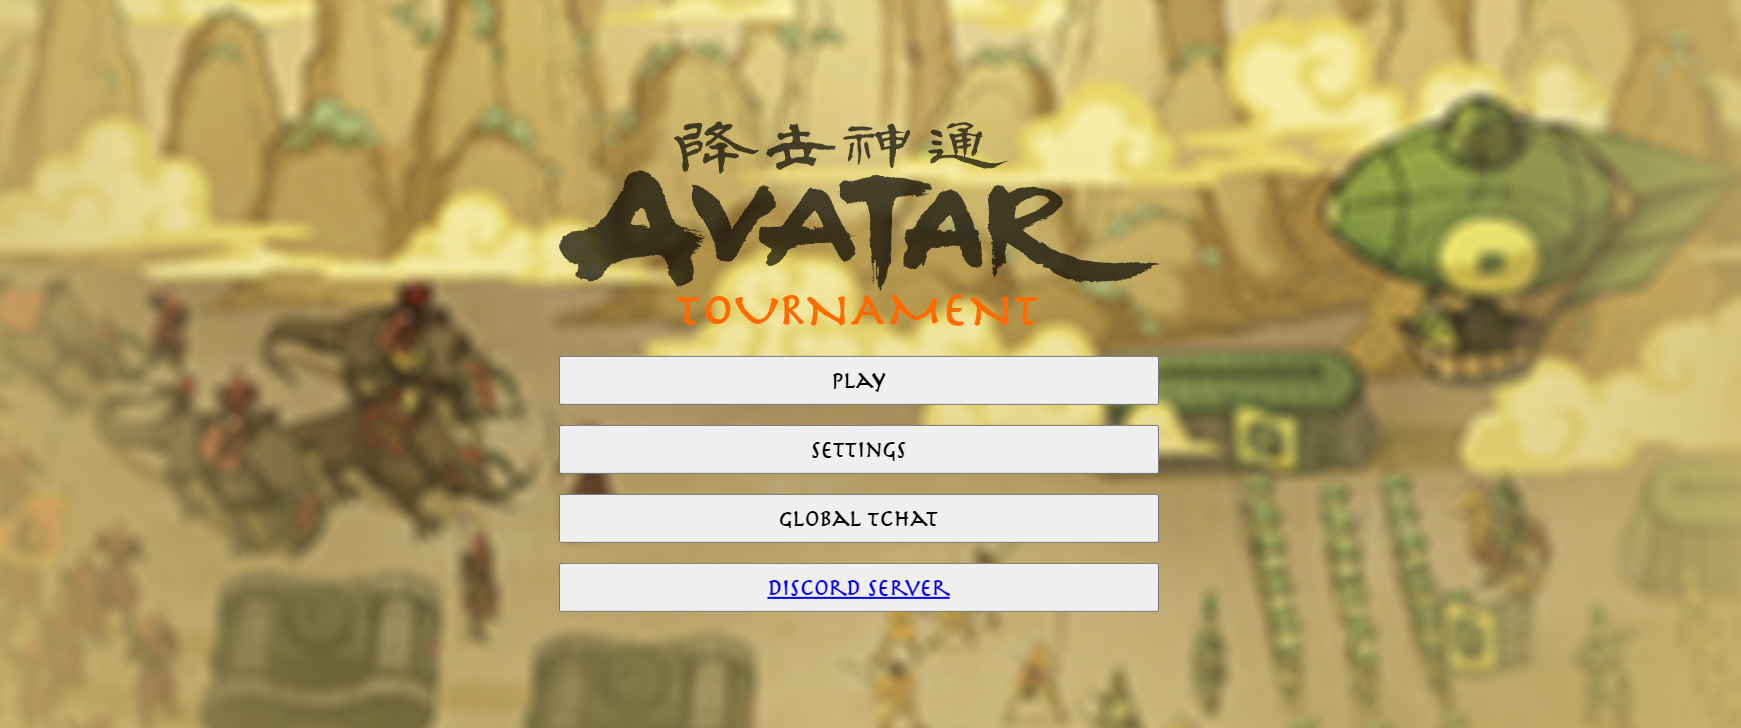 降去神通
AVATAR
TOURNAMENT
PLAY
SETTINGS
GLOBAL TCHAT
DISCORD SERVER